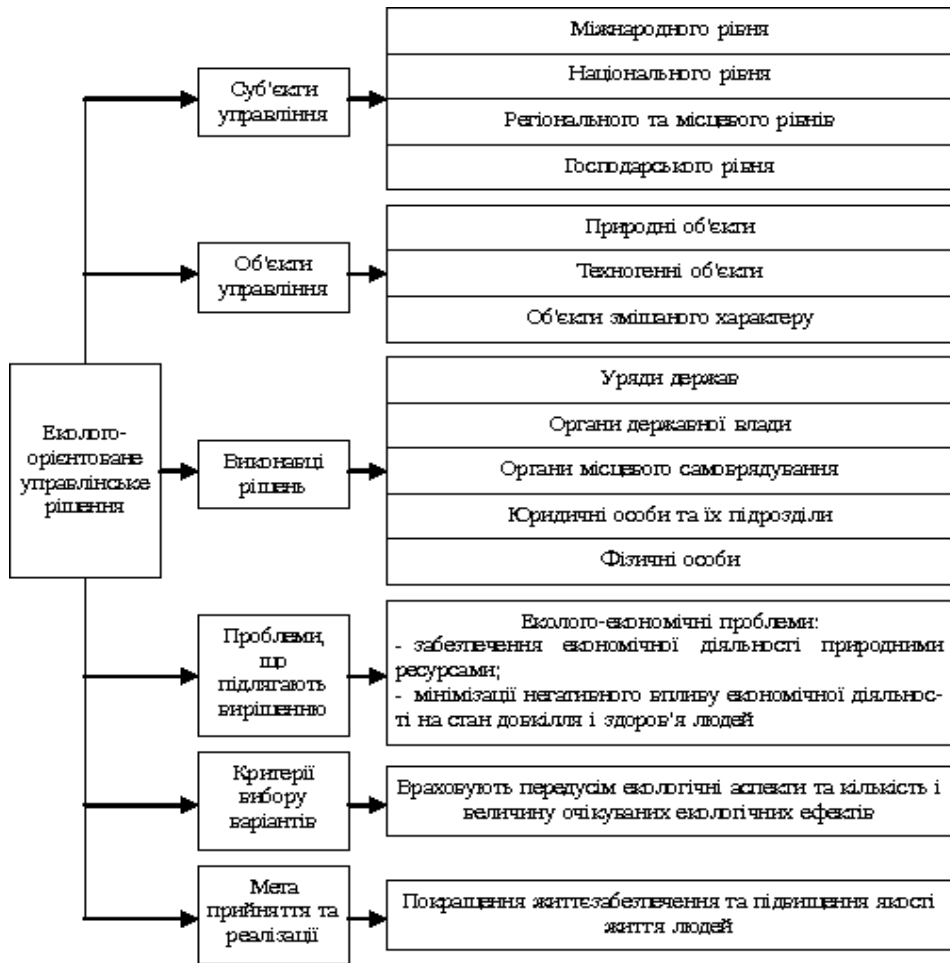 Еколого-
орієнтоване
управлінське
рішення
Суб'єкти
управління
Міжнародного рівня
Національного рівня
Регіонального та місцевого рівнів
Господарського рівня
Об'єкти
управління
Природні об'єкти
Техногенні об'єкти
Об'єкти змішаного характеру
Виконавці
рішень
Уряди держав
Органи державної влади
Органи місцевого самоврядування
Юридичні особи та їх підрозділи
Фізичні особи
Проблеми,
що
підлягають
вирішенню
Еколого-економічні проблеми:
- забезпечення економічної діяльності природними
ресурсами;
- мінімізації негативного впливу економічної діяльнос-
ті на стан довкілля і здоров'я людей
Критерії
вибору
варіантів
Враховують передусім екологічні аспекти та кількість і
величину очікуваних екологічних ефектів
Мета
прийняття та
реалізації
Покращення життєзабезпечення та підвищення якості
життя людей